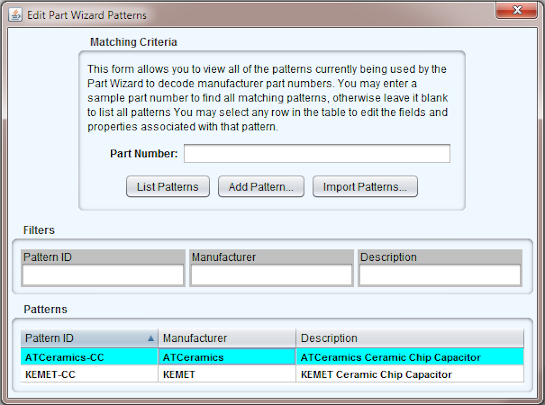 Edit Part Wizard Patterns
Matching Criteria
This form allows you to view all of the patterns currently being used by the
Part Wizard to decode manufacturer part numbers. You may enter a
sample part number to find all matching patterns, otherwise leave it blank
to list all patterns You may select any row in the table to edit the fields and
properties associated with that pattern.
Part Number:
List Patterns Add Pattern... Import Patterns...
Filters
Pattern ID Manufacturer Description
Patterns
Pattern ID Manufacturer Description
ATCeramics-CC ATCeramics ATCeramics Ceramic Chip Capacitor
KEMET-CC KEMET KEMET Ceramic Chip Capacitor